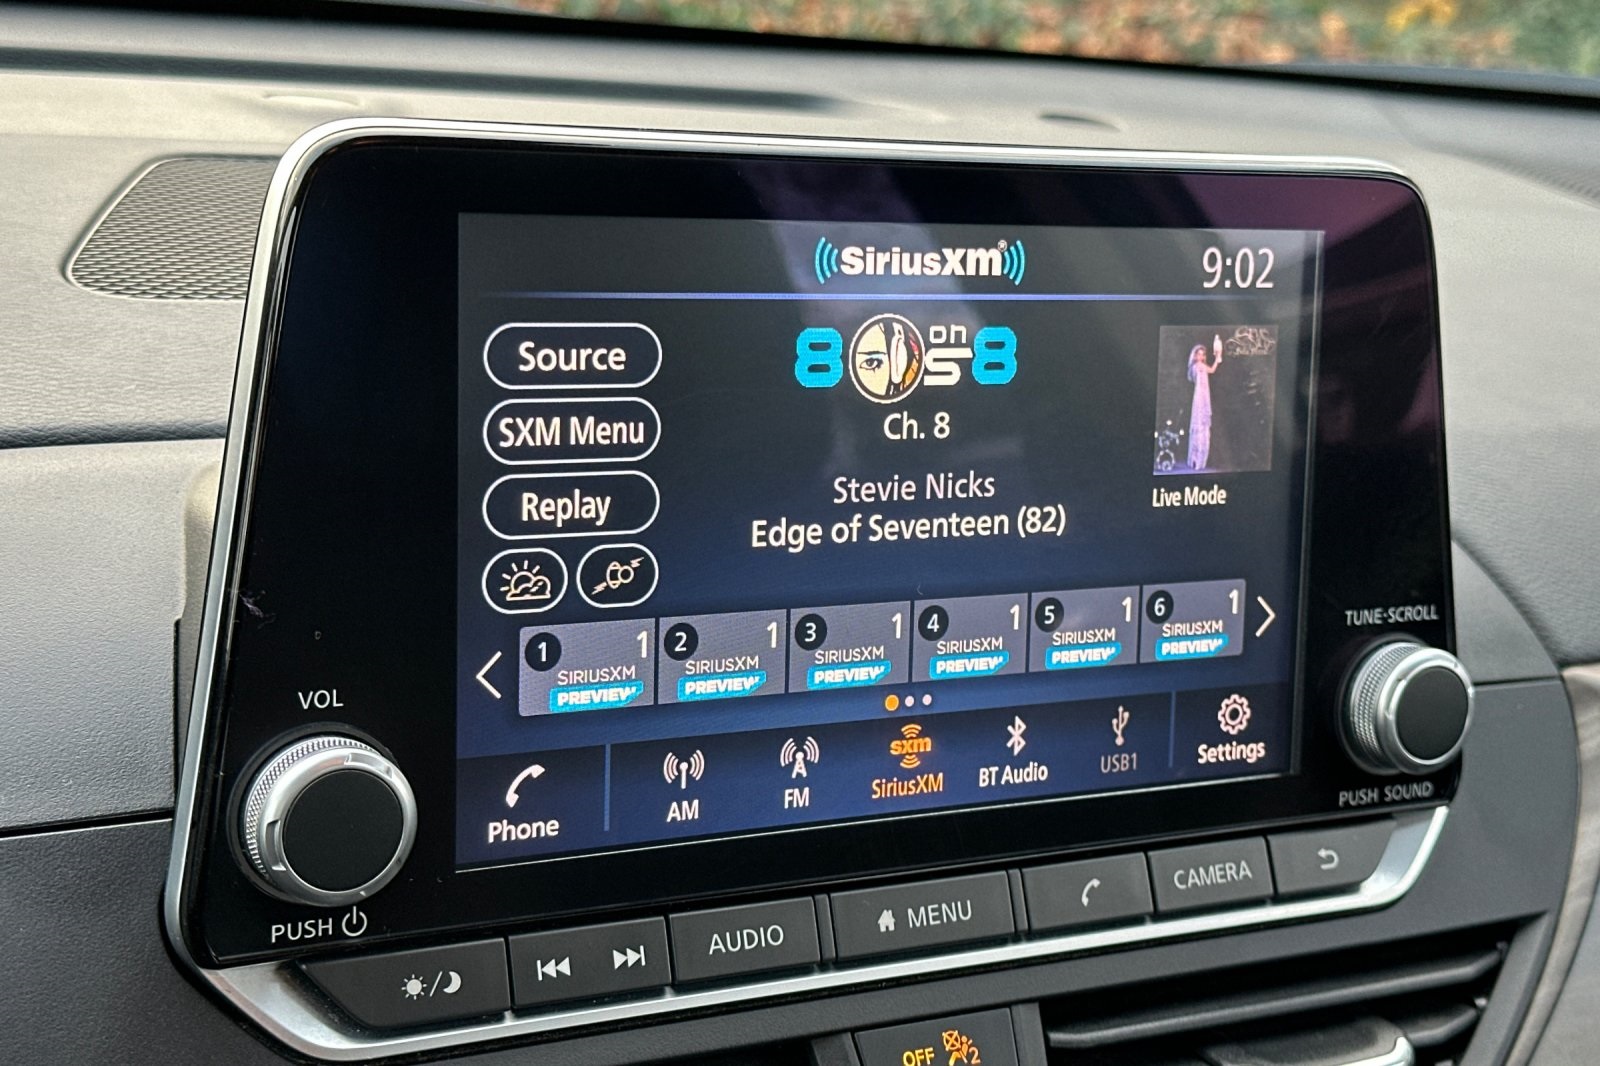 SiriusXM®
9:02
Source
8 on 8
SXM Menu
Ch. 8
Replay
Stevie Nicks
Edge of Seventeen (82)
Live Mode
1 1 SIRIUSXM PREVIEW
2 1 SIRIUSXM PREVIEW
3 1 SIRIUSXM PREVIEW
4 1 SIRIUSXM PREVIEW
5 1 SIRIUSXM PREVIEW
6 1 SIRIUSXM PREVIEW
Phone
AM
FM
sxm
SiriusXM
BT Audio
USB1
Settings
VOL
PUSH
TUNE-SCROLL
PUSH SOUND
AUDIO
MENU
CAMERA
OFF
2